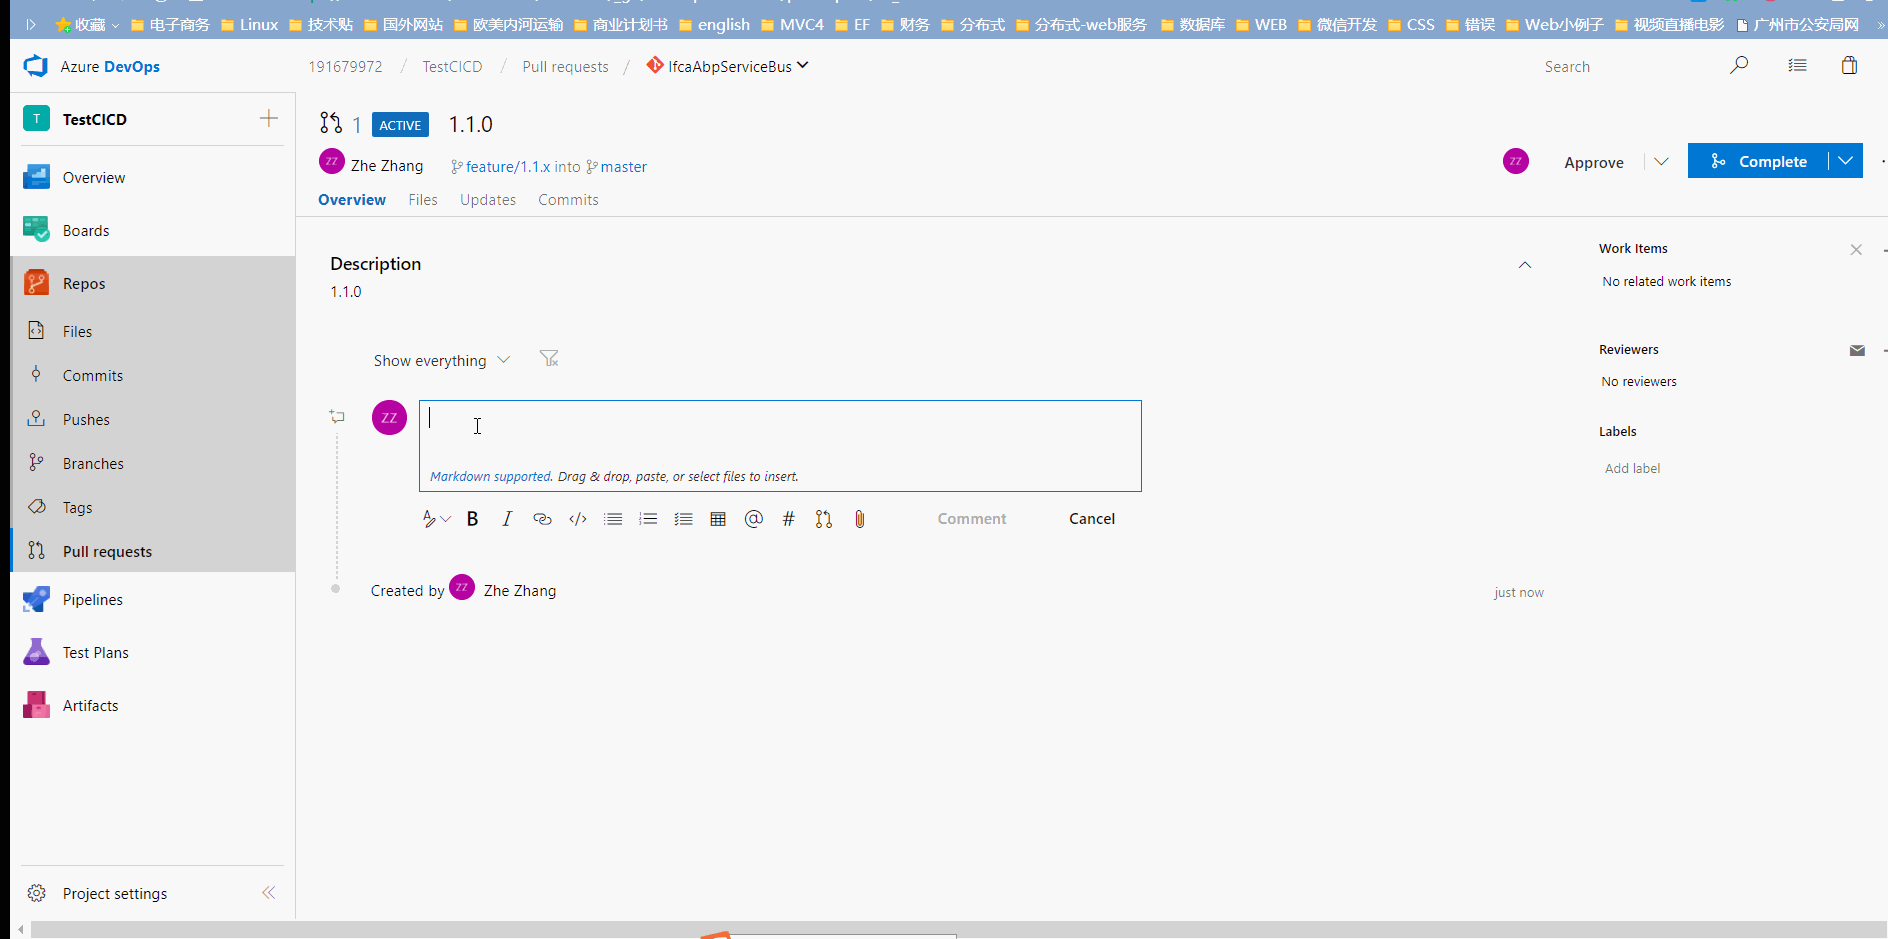 收藏 电子商务 Linux 技术贴 国外网站 欧美内河运输 商业计划书 english MVC4 EF 财务 分布式 分布式-web服务 数据库 WEB 微信开发 CSS 错误 Web小例子 视频直播电影 广州市公安局网 »
Azure DevOps
191679972 / TestCICD / Pull requests / IfcaAbpServiceBus
Search
T TestCICD
Overview
Boards
Repos
Files
Commits
Pushes
Branches
Tags
Pull requests
Pipelines
Test Plans
Artifacts
Project settings
1 ACTIVE 1.1.0
ZZ Zhe Zhang feature/1.1.x into master
ZZ Approve Complete
Overview Files Updates Commits
Description
1.1.0
Show everything
ZZ
Markdown supported. Drag & drop, paste, or select files to insert.
B I </> @ # Comment Cancel
Created by ZZ Zhe Zhang just now
Work Items
No related work items
Reviewers
No reviewers
Labels
Add label